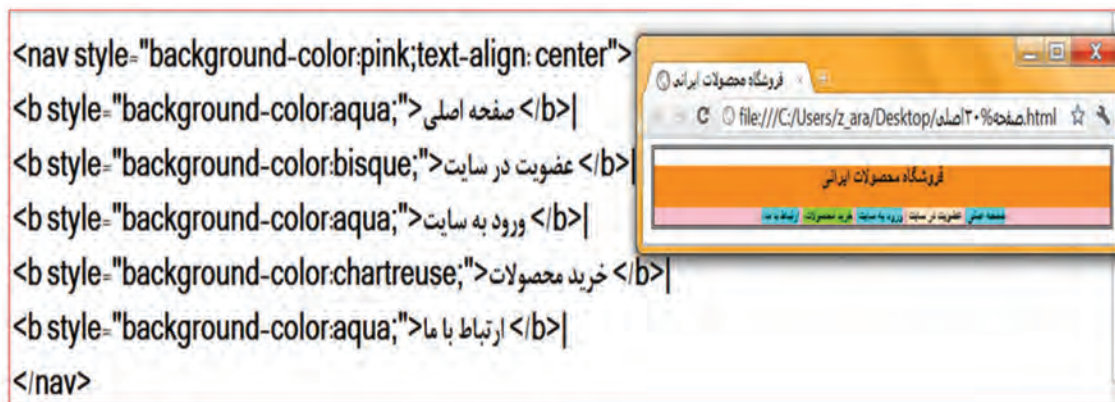 <nav style="background-color:pink;text-align: center">
<b style="background-color:aqua;">صفحه اصلی </b>|
<b style="background-color:bisque;">عضویت در سایت </b>|
<b style="background-color:aqua;">ورود به سایت </b>|
<b style="background-color:chartreuse;">خرید محصولات </b>|
<b style="background-color:aqua;">ارتباط با ما </b>|
</nav>
فروشگاه محصولات ایرانی
file:///C:/Users/z_ara/Desktop/صفحه%۲۰اصلی.html
فروشگاه محصولات ایرانی
صفحه اصلی | عضویت در سایت | ورود به سایت | خرید محصولات | ارتباط با ما |